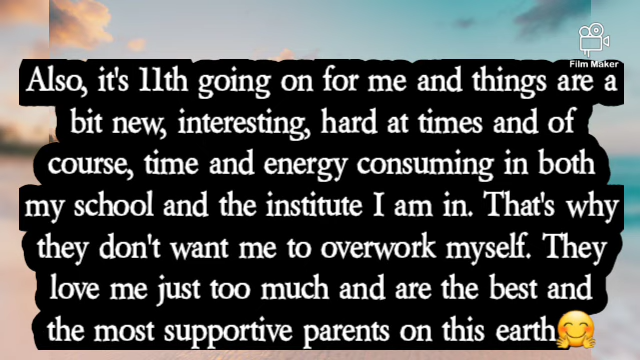 Film Maker
Also, it's 11th going on for me and things are a
bit new, interesting, hard at times and of
course, time and energy consuming in both
my school and the institute I am in. That's why
they don't want me to overwork myself. They
love me just too much and are the best and
the most supportive parents on this earth🤗